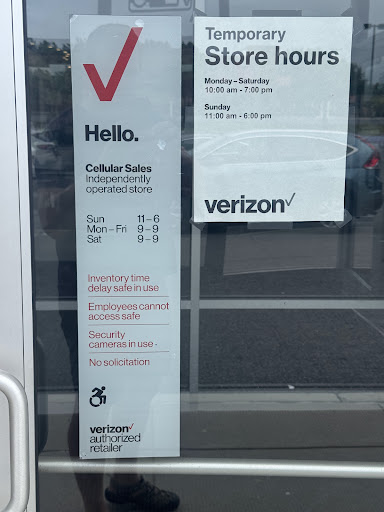 Hello.
Cellular Sales
Independently
operated store
Sun 11 – 6
Mon – Fri 9 – 9
Sat 9 – 9
Inventory time
delay safe in use
Employees cannot
access safe
Security
cameras in use -
No solicitation
verizon
authorized
retailer
Temporary
Store hours
Monday – Saturday
10:00 am - 7:00 pm
Sunday
11:00 am - 6:00 pm
verizon